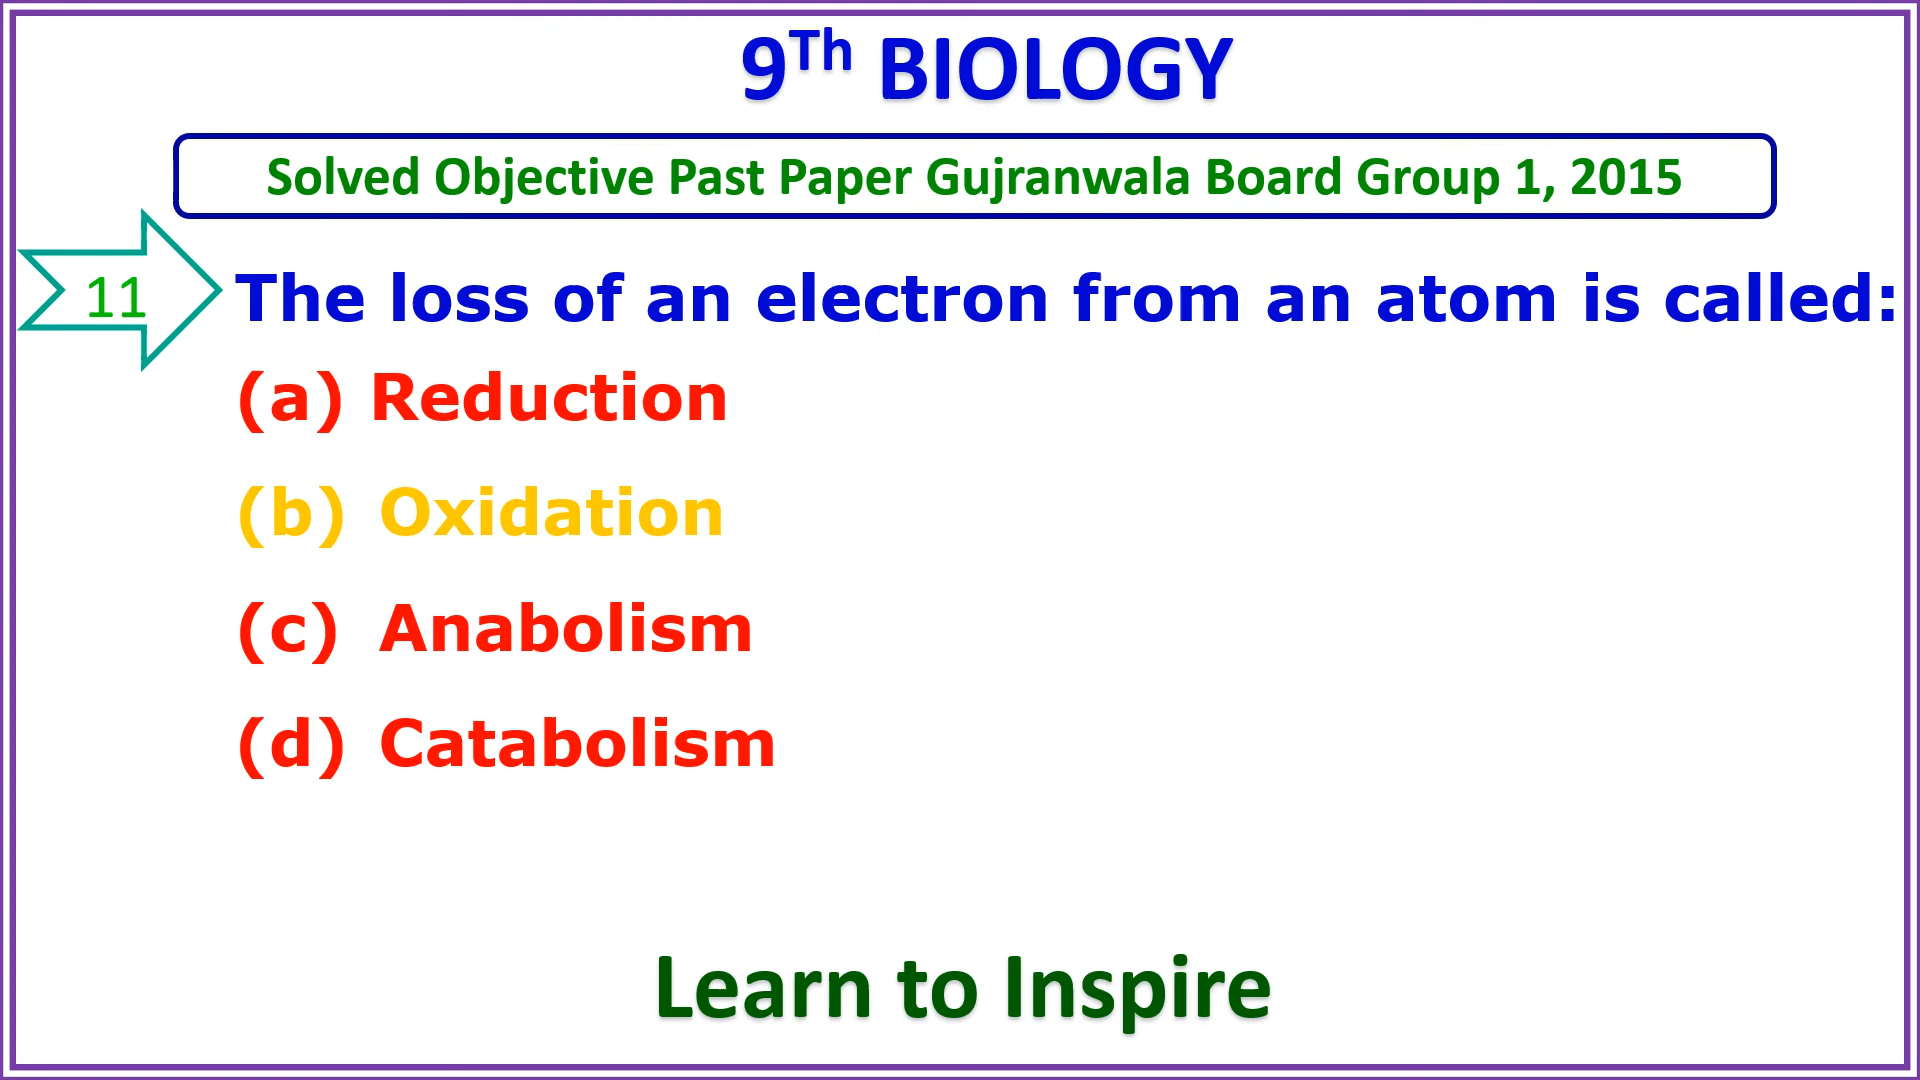 9Th BIOLOGY
Solved Objective Past Paper Gujranwala Board Group 1, 2015
11 The loss of an electron from an atom is called:
(a) Reduction
(b) Oxidation
(c) Anabolism
(d) Catabolism
Learn to Inspire